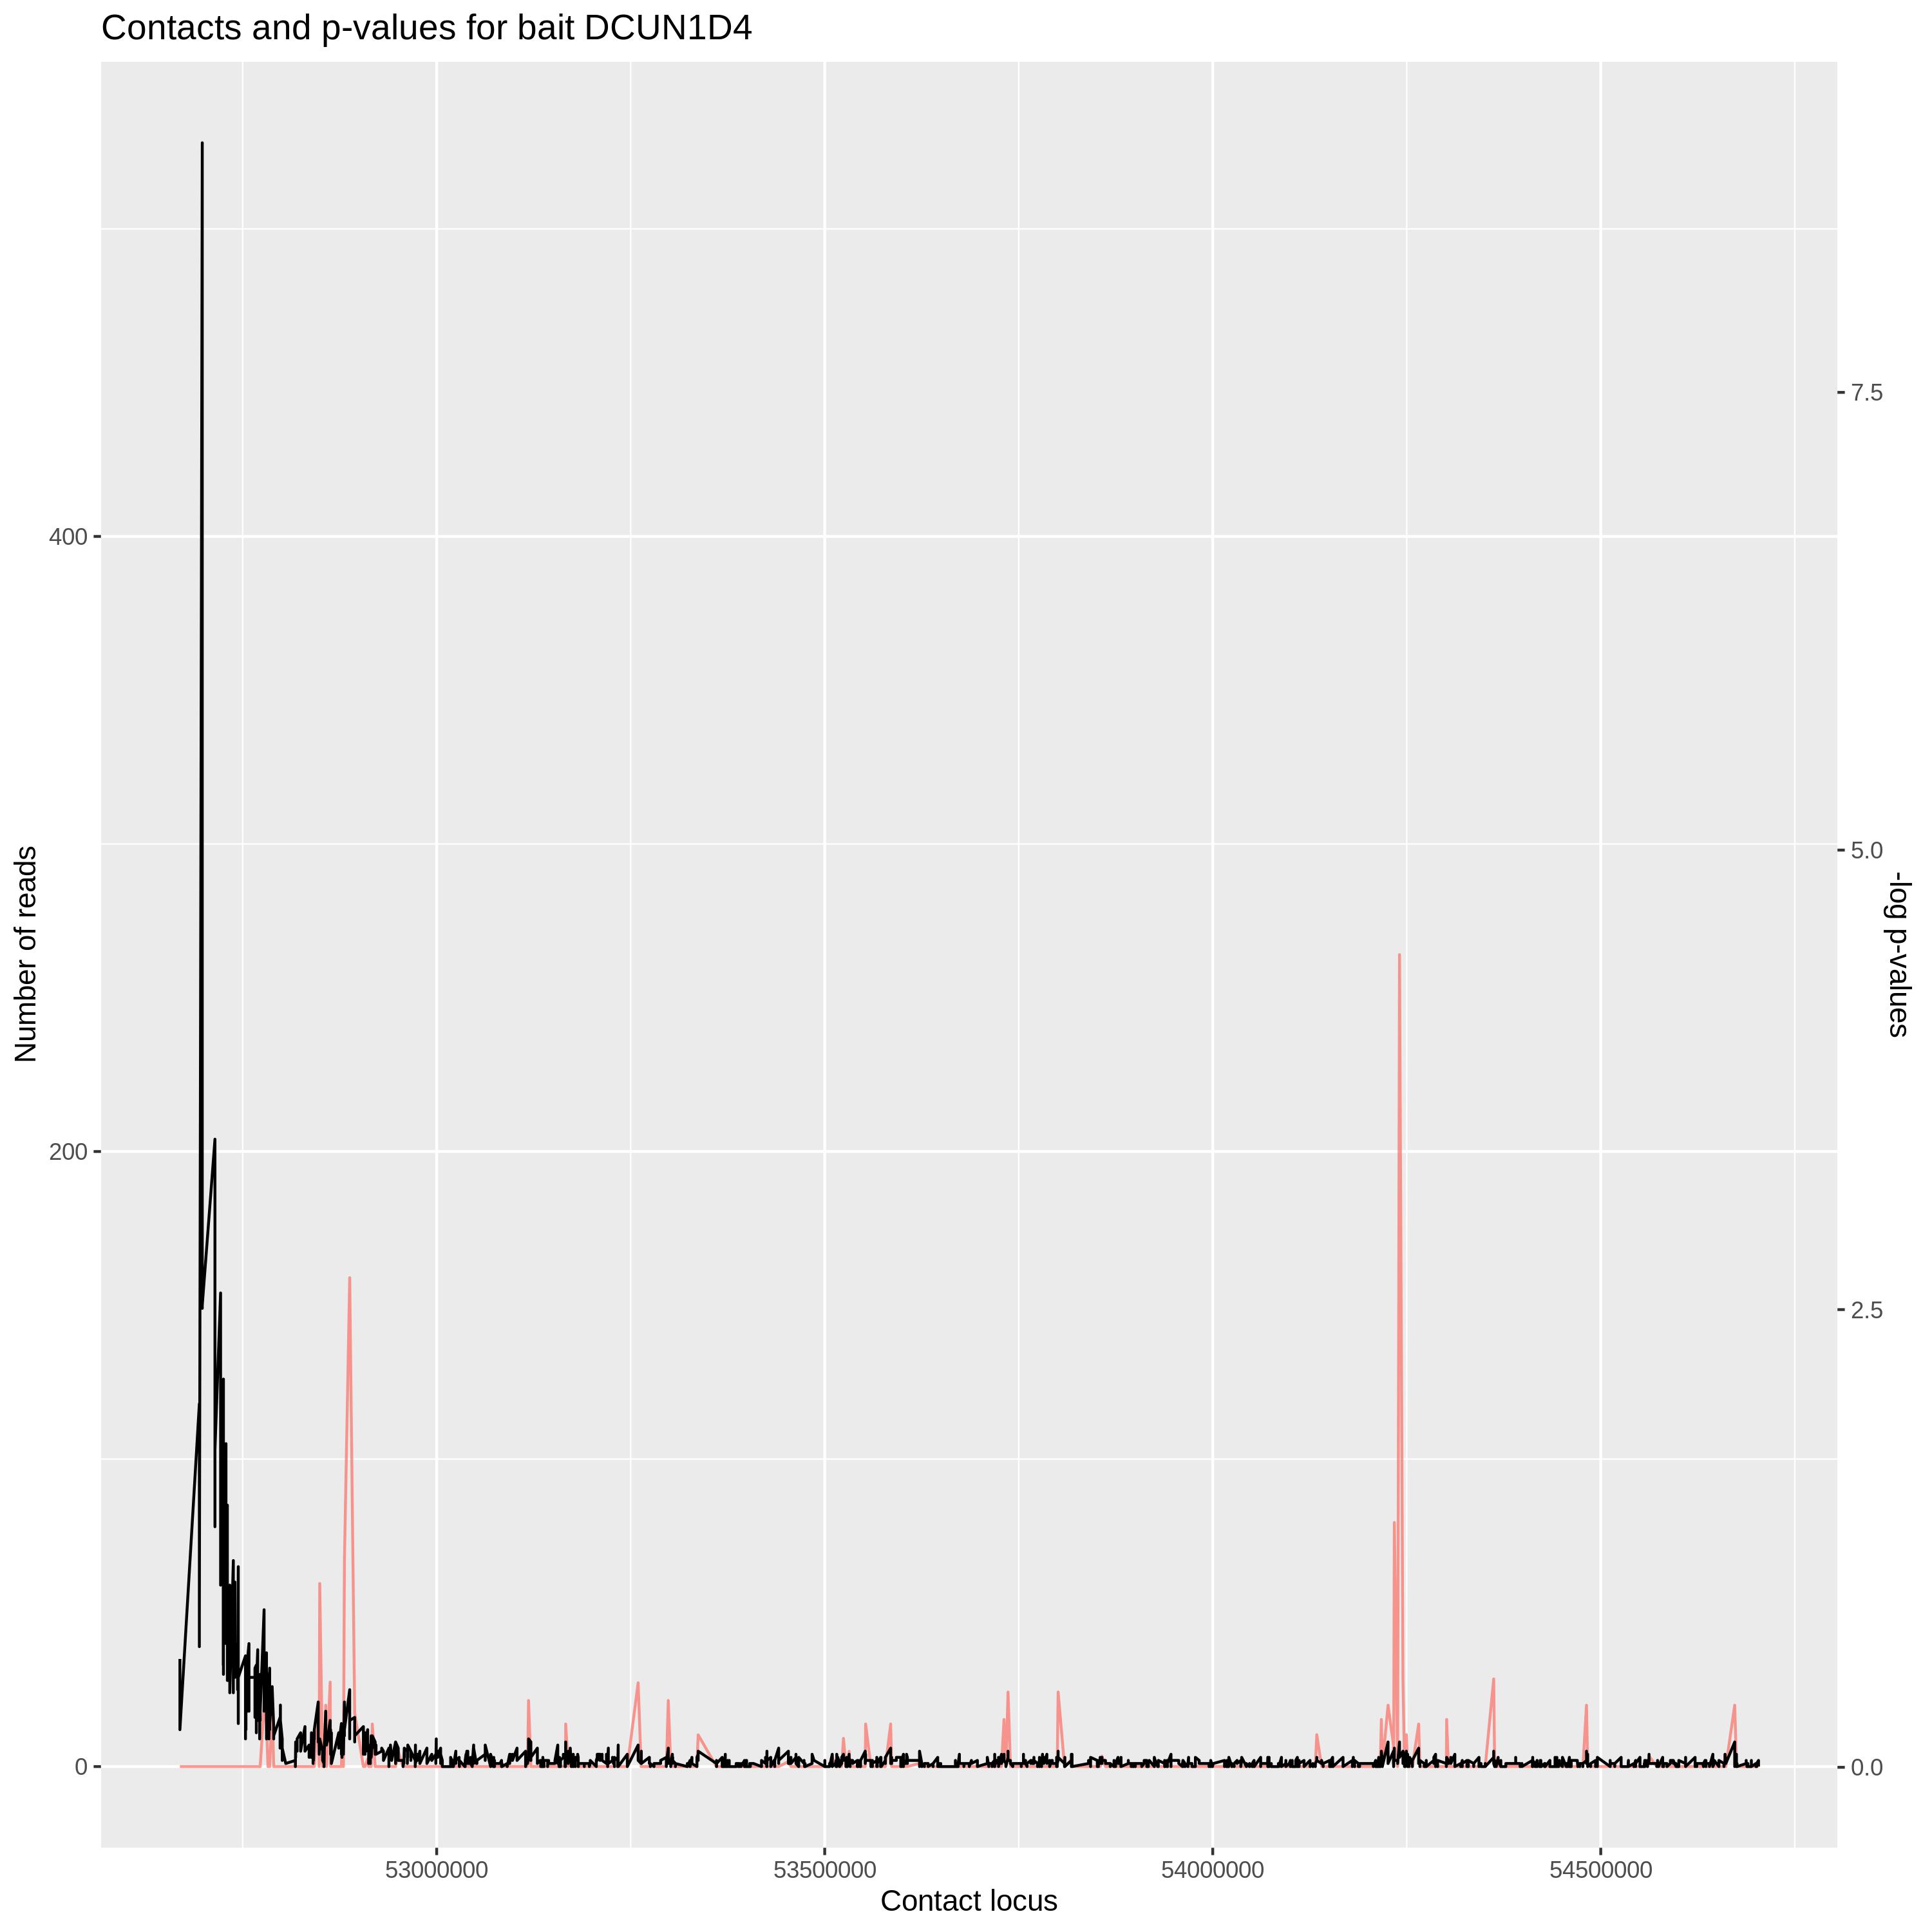 Contacts and p-values for bait DCUN1D4
400
200
0
Number of reads
7.5
5.0
2.5
0.0
-log p-values
53000000
53500000
54000000
54500000
Contact locus